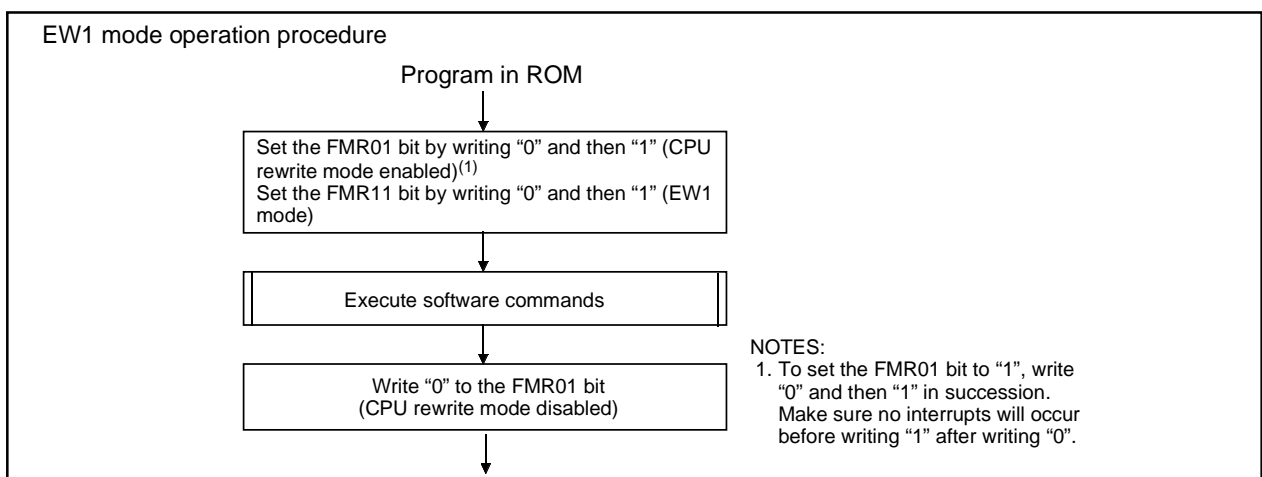 EW1 mode operation procedure
Program in ROM
Set the FMR01 bit by writing “0” and then “1” (CPU
rewrite mode enabled)(1)
Set the FMR11 bit by writing “0” and then “1” (EW1
mode)
Execute software commands
Write “0” to the FMR01 bit
(CPU rewrite mode disabled)
NOTES:
1. To set the FMR01 bit to “1”, write
“0” and then “1” in succession.
Make sure no interrupts will occur
before writing “1” after writing “0”.